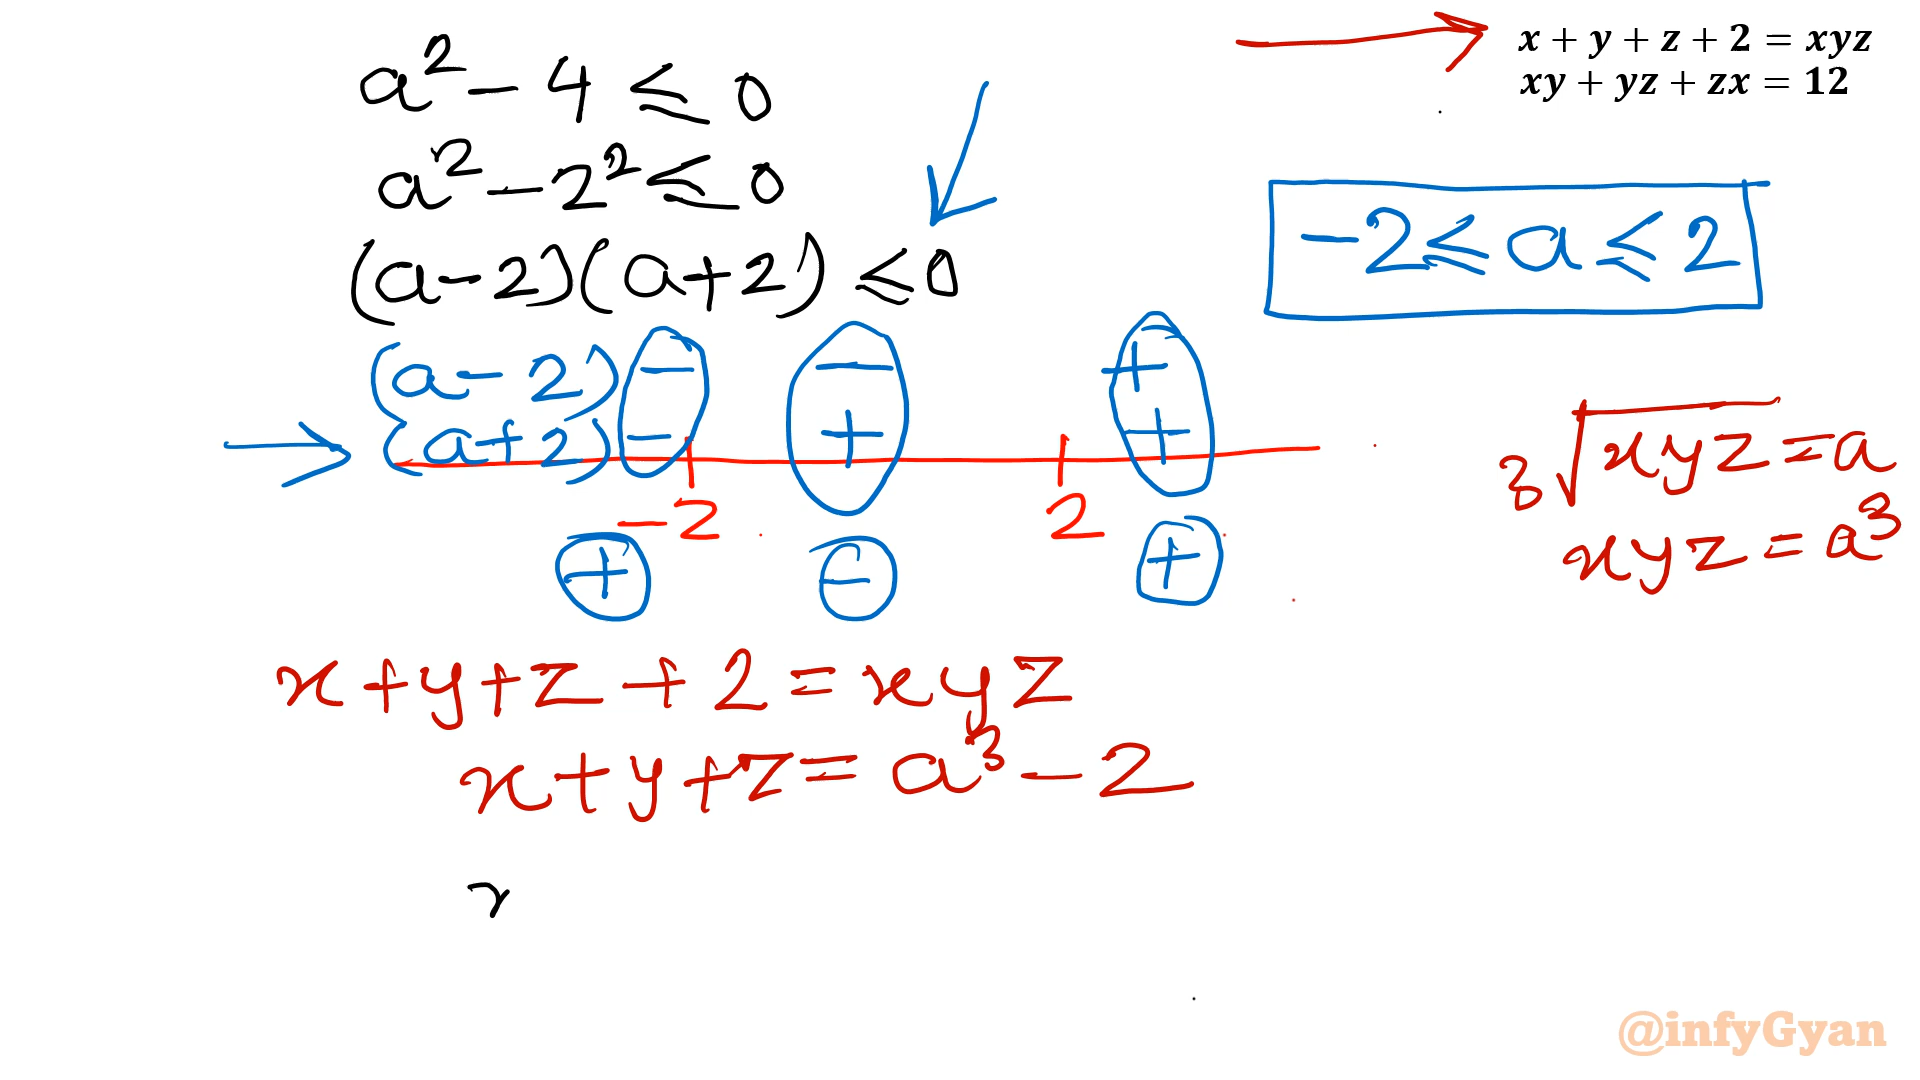 x + y + z + 2 = xyz
xy + yz + zx = 12
a² - 4 ≤ 0
a² - 2² ≤ 0
(a-2)(a+2) ≤ 0
-2 ≤ a ≤ 2
(a-2) - - +
(a+2) - + +
-2 2
+ - +
∛xyz = a
xyz = a³
x+y+z+2 = xyz
x+y+z = a³-2
@infyGyan